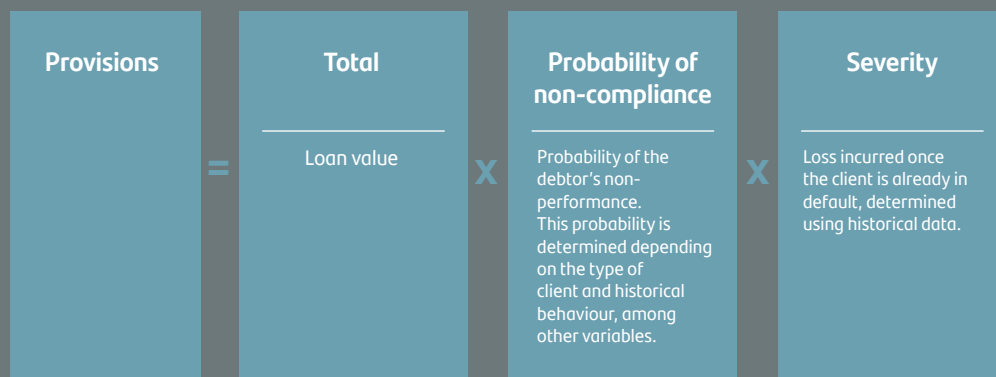 Provisions
=
Total
Loan value
x
Probability of
non-compliance
Probability of the
debtor's non-
performance.
This probability is
determined depending
on the type of
client and historical
behaviour, among
other variables.
x
Severity
Loss incurred once
the client is already in
default, determined
using historical data.